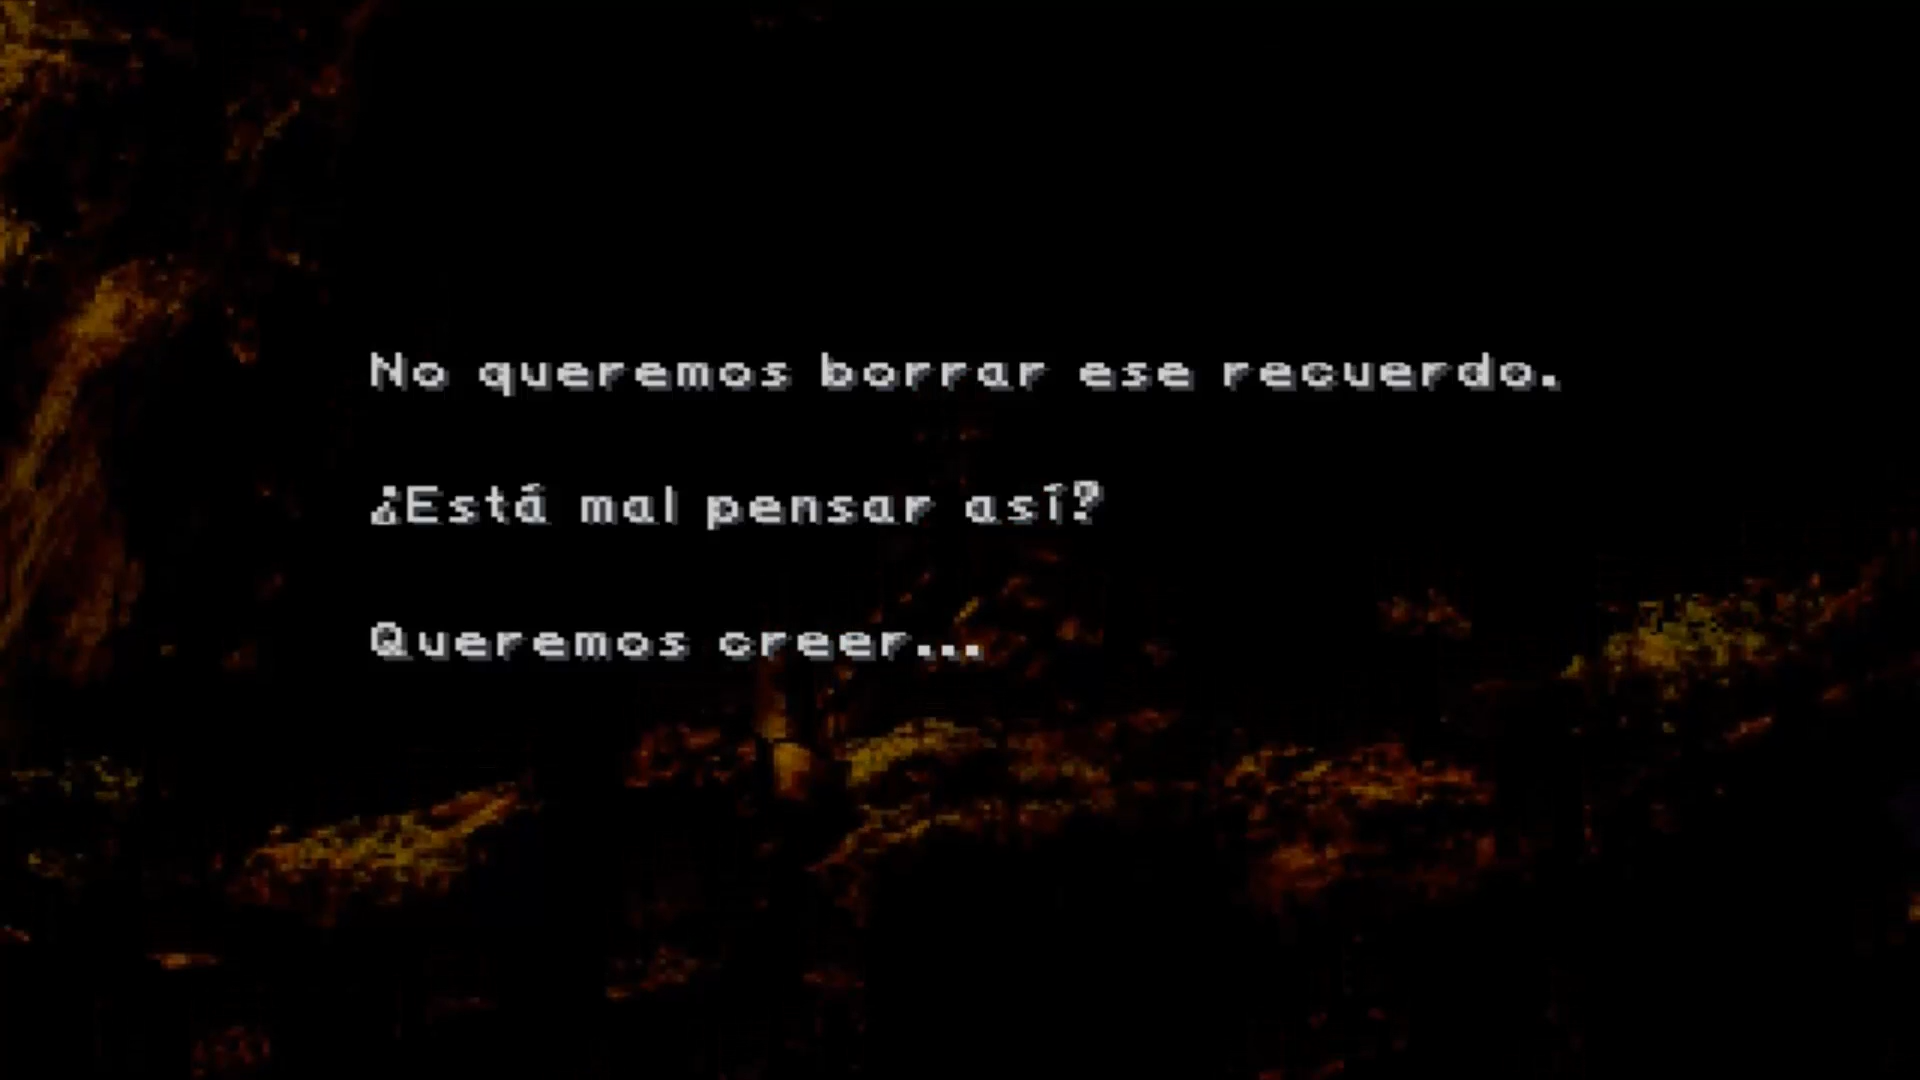 No queremos borrar ese recuerdo.
¿Está mal pensar así?
Queremos creer...